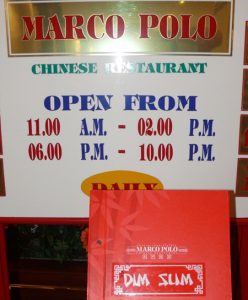 MARCO POLO
CHINESE RESTAURANT
OPEN FROM
11.00 A.M. – 02.00 P.M.
06.00 P.M. – 10.00 P.M.
DAILY
MARCO POLO
DIM SUM